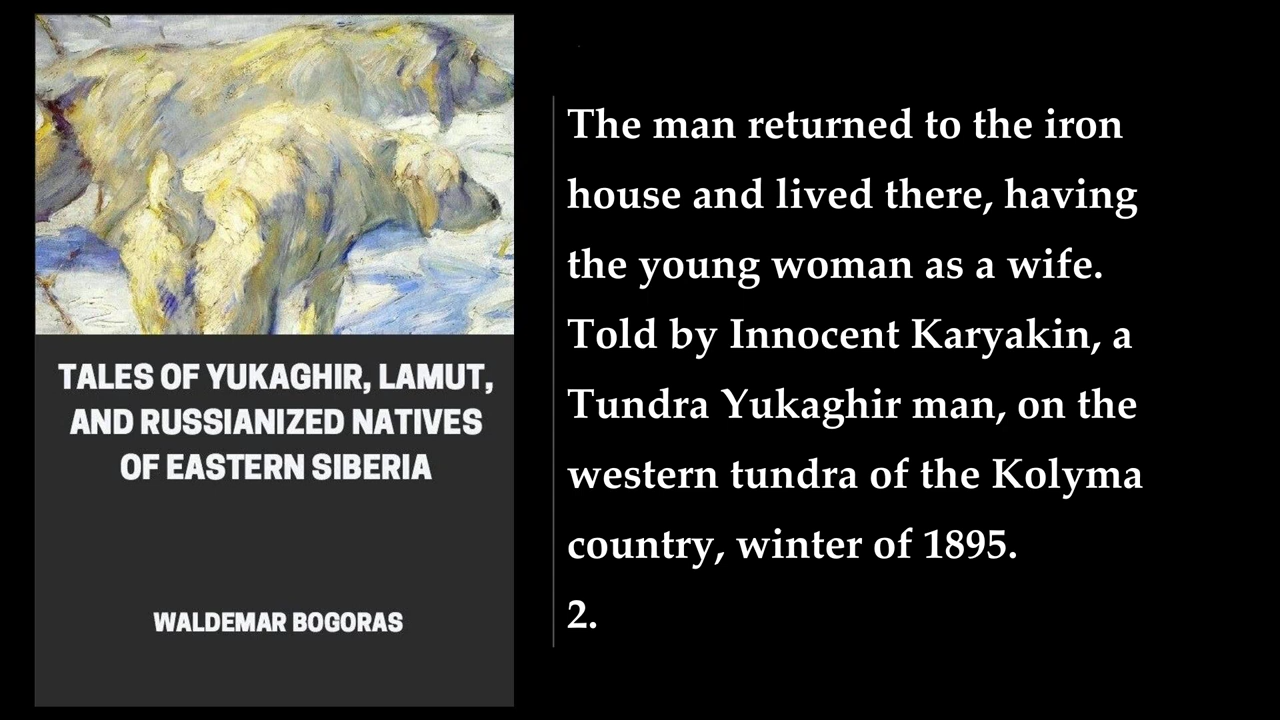 TALES OF YUKAGHIR, LAMUT,
AND RUSSIANIZED NATIVES
OF EASTERN SIBERIA
WALDEMAR BOGORAS
The man returned to the iron
house and lived there, having
the young woman as a wife.
Told by Innocent Karyakin, a
Tundra Yukaghir man, on the
western tundra of the Kolyma
country, winter of 1895.
2.